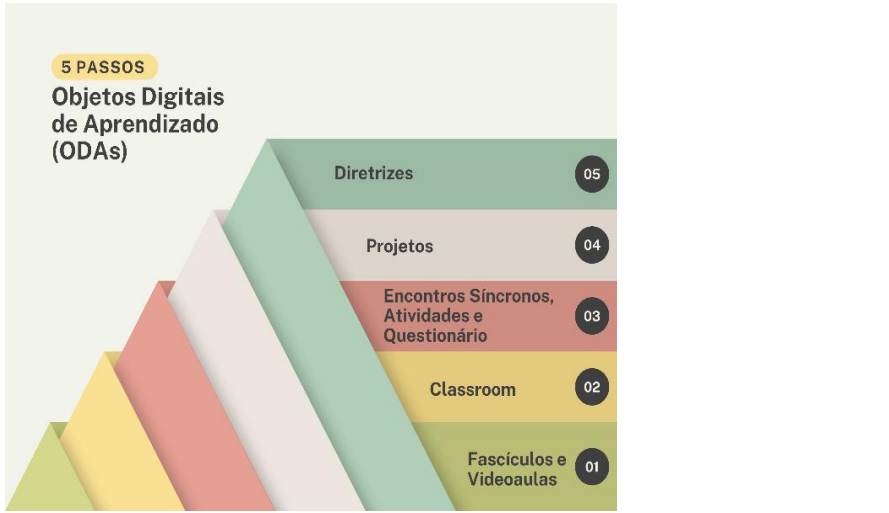 5 PASSOS
Objetos Digitais
de Aprendizado
(ODAs)
Diretrizes
05
Projetos
04
Encontros Síncronos,
Atividades e
Questionário
03
Classroom
02
Fascículos e
Videoaulas
01